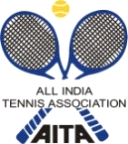 ALL INDIA
TENNIS ASSOCIATION
AITA